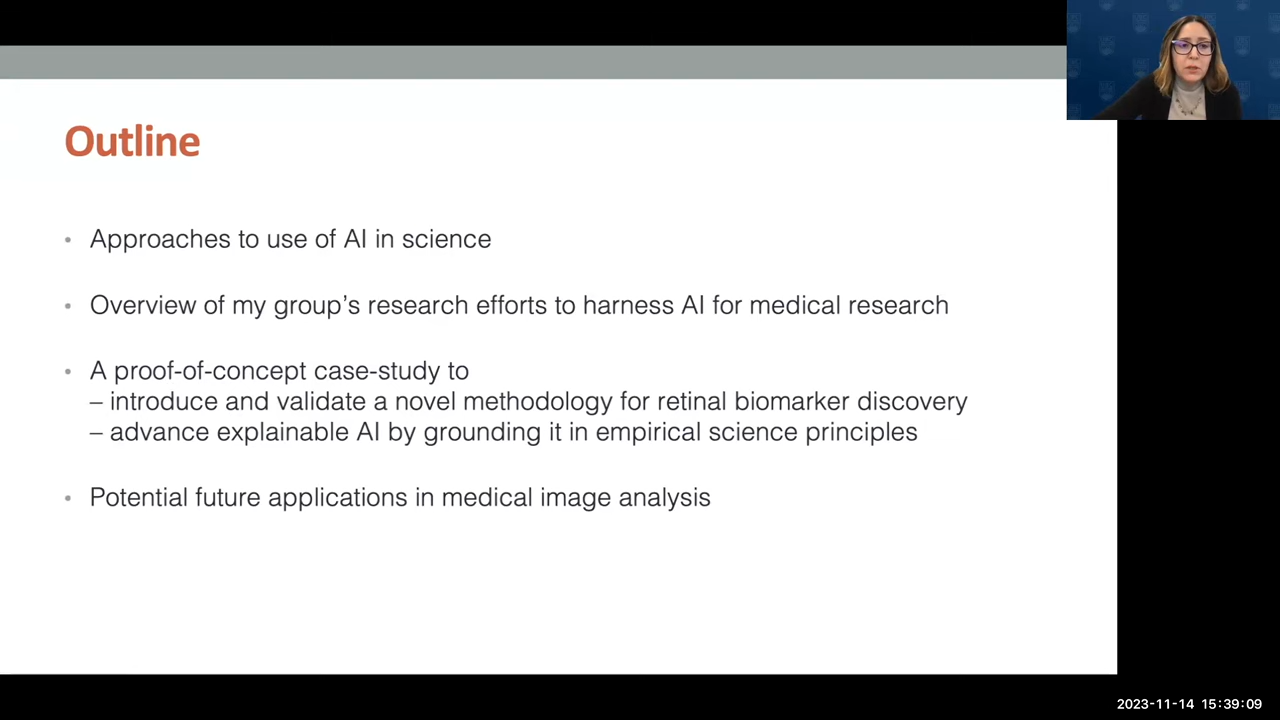 Outline
• Approaches to use of AI in science
• Overview of my group’s research efforts to harness AI for medical research
• A proof-of-concept case-study to
– introduce and validate a novel methodology for retinal biomarker discovery
– advance explainable AI by grounding it in empirical science principles
• Potential future applications in medical image analysis
2023-11-14 15:39:09